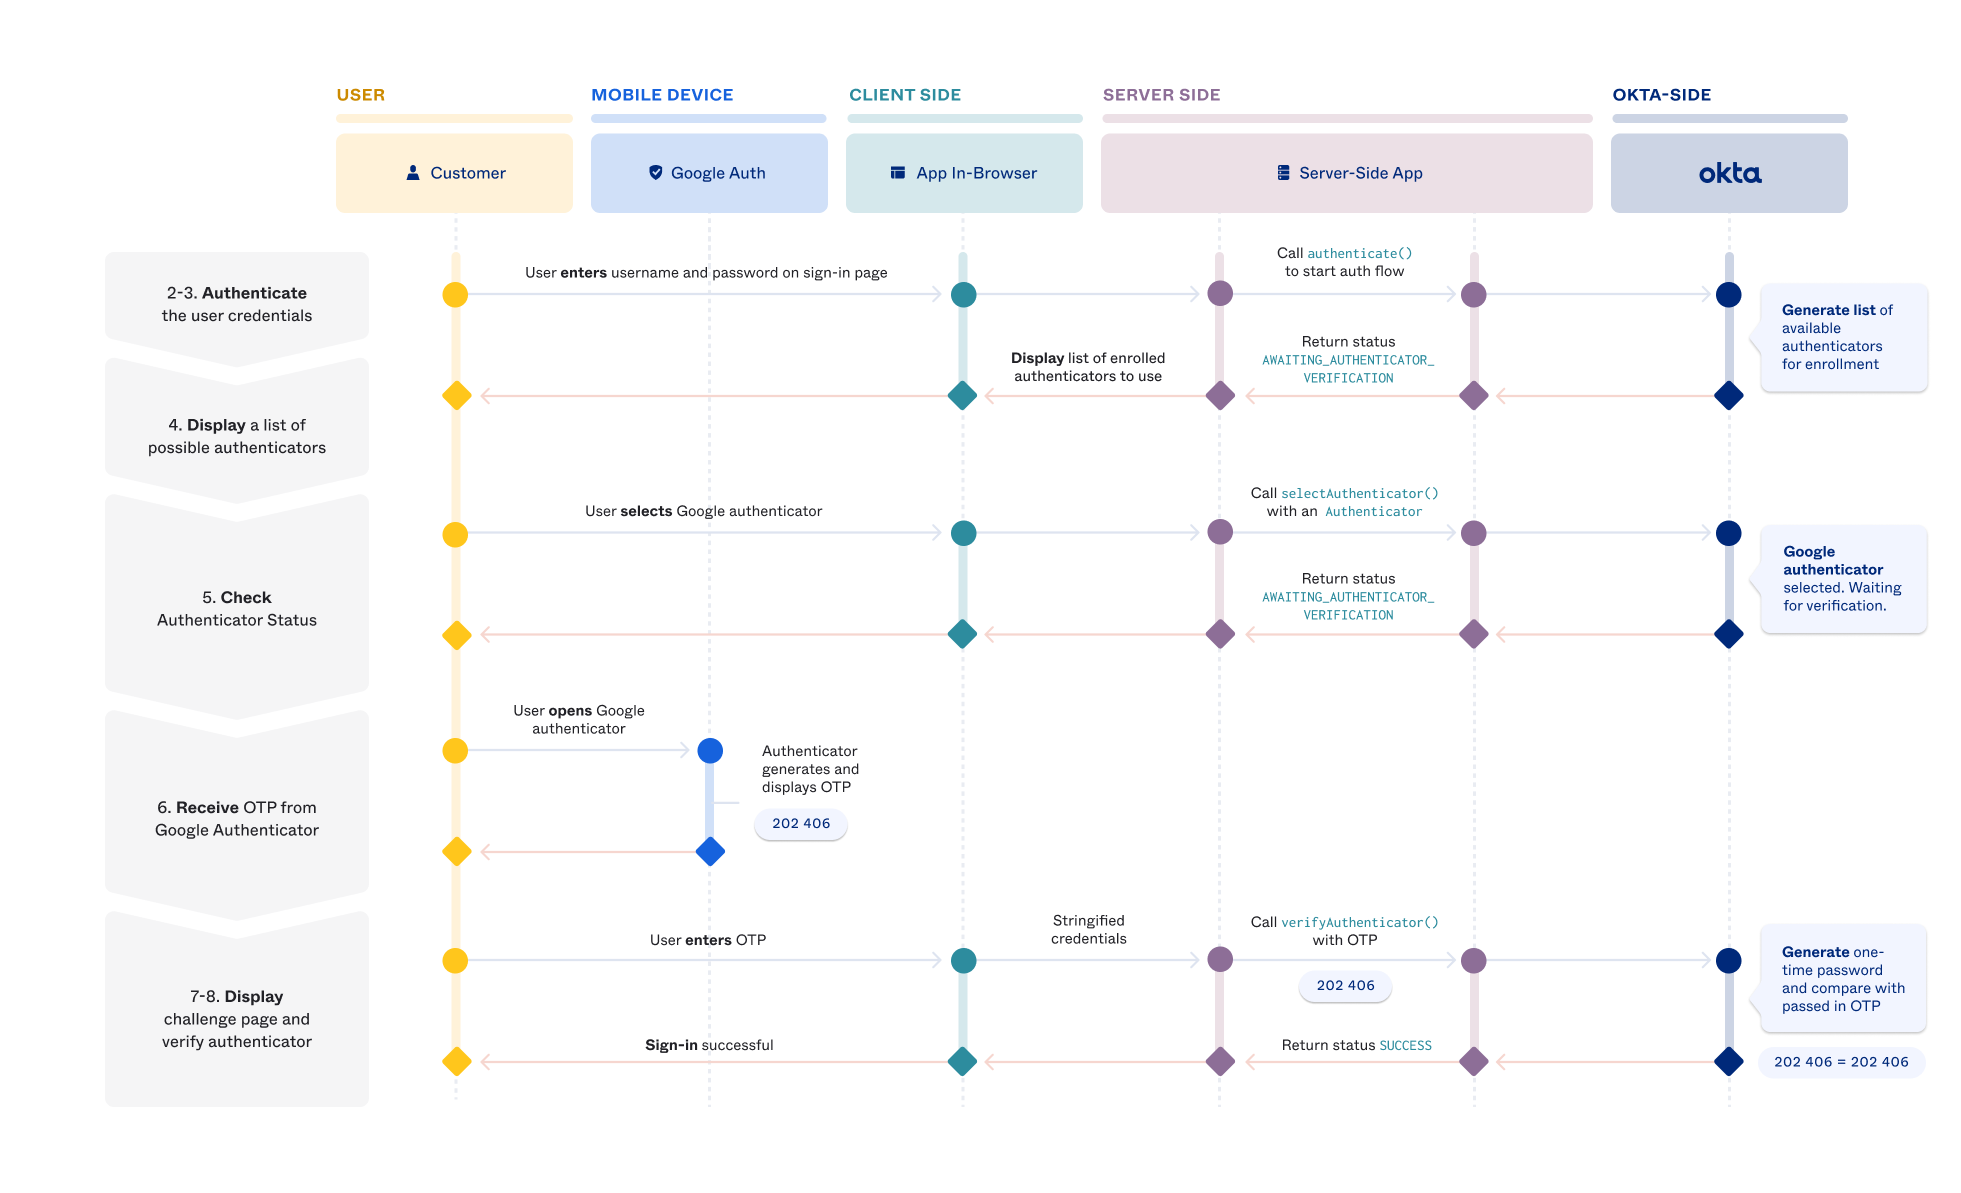 USER
MOBILE DEVICE
CLIENT SIDE
SERVER SIDE
OKTA-SIDE
Customer
Google Auth
App In-Browser
Server-Side App
okta
2-3. Authenticate
the user credentials
User enters username and password on sign-in page
Call authenticate()
to start auth flow
Generate list of
available
authenticators
for enrollment
Display list of enrolled
authenticators to use
Return status
AWAITING_AUTHENTICATOR_
VERIFICATION
4. Display a list of
possible authenticators
User selects Google authenticator
Call selectAuthenticator()
with an Authenticator
Google
authenticator
selected. Waiting
for verification.
5. Check
Authenticator Status
Return status
AWAITING_AUTHENTICATOR_
VERIFICATION
User opens Google
authenticator
6. Receive OTP from
Google Authenticator
Authenticator
generates and
displays OTP
202 406
7-8. Display
challenge page and
verify authenticator
User enters OTP
Stringified
credentials
Call verifyAuthenticator()
with OTP
202 406
Generate one-
time password
and compare with
passed in OTP
Sign-in successful
Return status SUCCESS
202 406 = 202 406